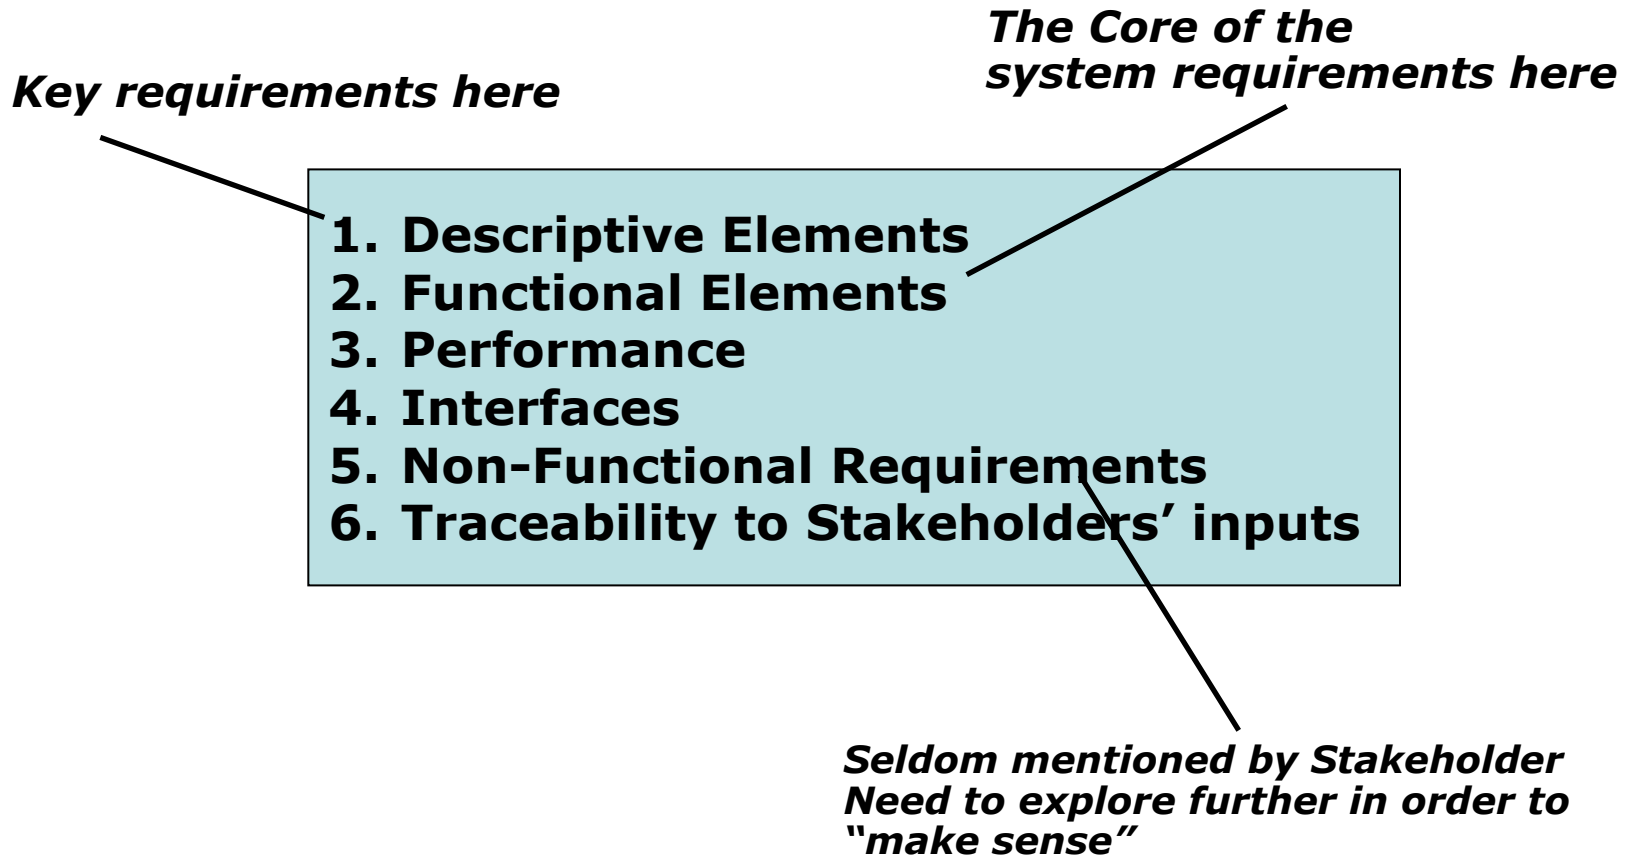 The Core of the
system requirements here
Key requirements here
1. Descriptive Elements
2. Functional Elements
3. Performance
4. Interfaces
5. Non-Functional Requirements
6. Traceability to Stakeholders’ inputs
Seldom mentioned by Stakeholder
Need to explore further in order to
“make sense”